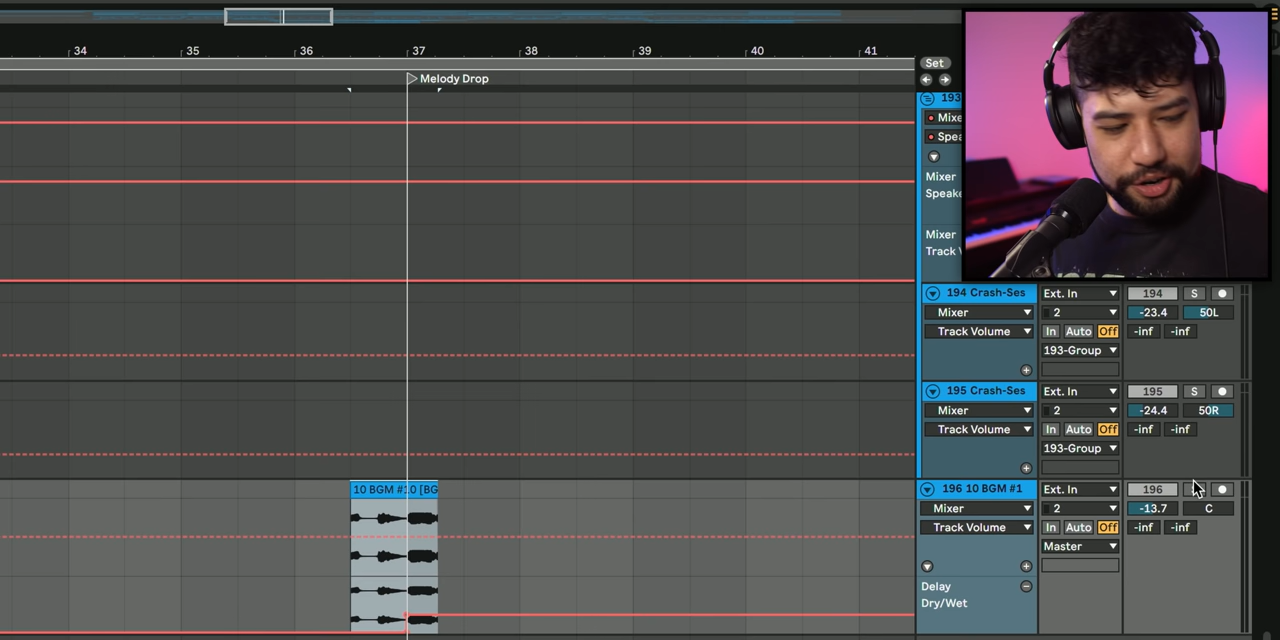 34 35 36 37 38 39 40 41
Set
Melody Drop
193
Mixe
Spea
Mixer
Speake
Mixer
Track V
194 Crash-Ses Ext. In 194 S
Mixer 2 -23.4 50L
Track Volume In Auto Off -inf -inf
193-Group
195 Crash-Ses Ext. In 195 S
Mixer 2 -24.4 50R
Track Volume In Auto Off -inf -inf
193-Group
10 BGM #10 [BG 196 10 BGM #1 Ext. In 196
Mixer 2 -13.7 C
Track Volume In Auto Off -inf -inf
Master
Delay
Dry/Wet